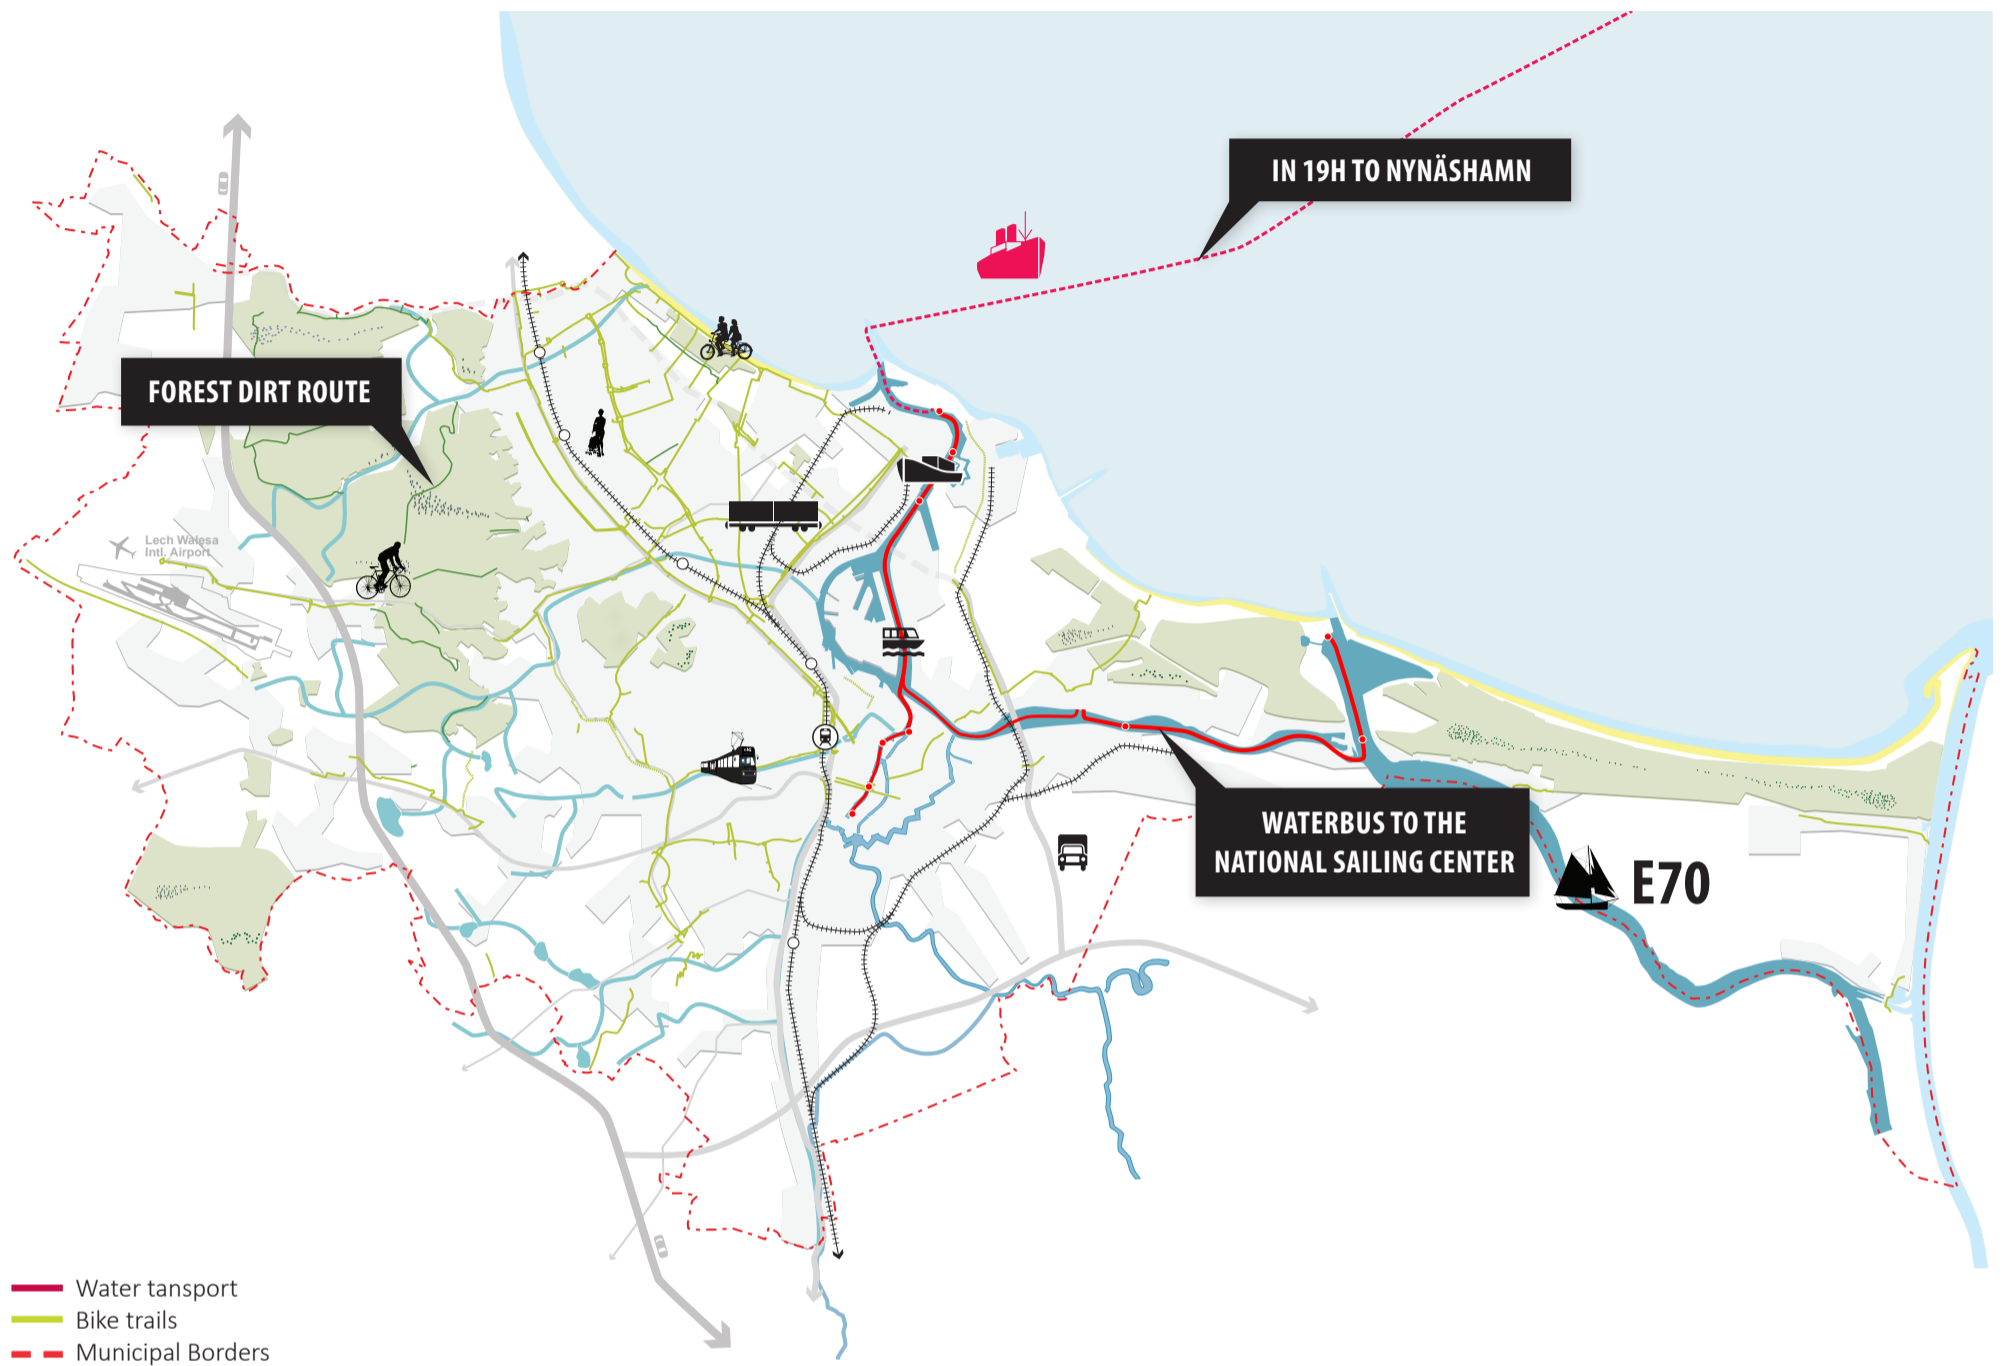 IN 19H TO NYNÄSHAMN
FOREST DIRT ROUTE
Lech Walesa
Intl. Airport
WATERBUS TO THE
NATIONAL SAILING CENTER
E70
Water tansport
Bike trails
Municipal Borders